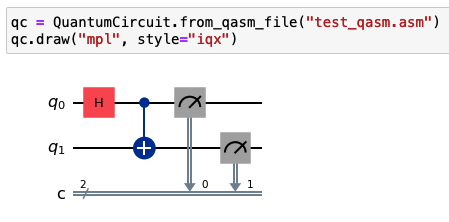 qc = QuantumCircuit.from_qasm_file("test_qasm.asm")
qc.draw("mpl", style="iqx")
q0 H
q1
c 2 0 1